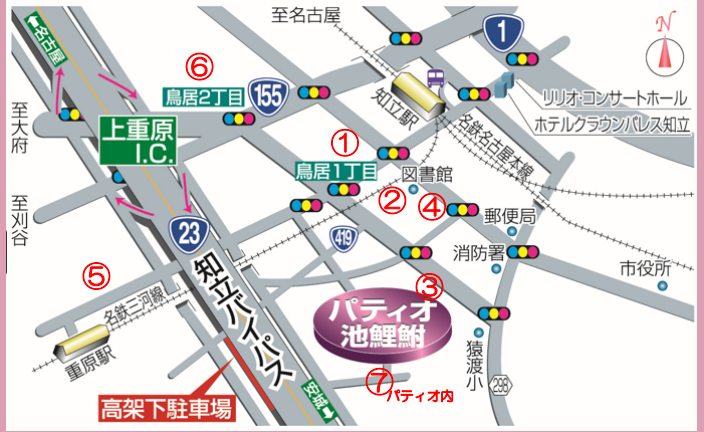 至名古屋
N
1
名古屋
⑥
鳥居2丁目
155
知立駅
リリオ・コンサートホール
ホテルクラウンパレス知立
至大府
上重原
I.C.
①
鳥居1丁目
名鉄名古屋本線
図書館
至刈谷
②
④
郵便局
23
419
消防署
市役所
⑤
名鉄三河線
知立バイパス
③
パティオ
池鯉鮒
重原駅
猿渡小
298
⑦
パティオ内
安城
高架下駐車場